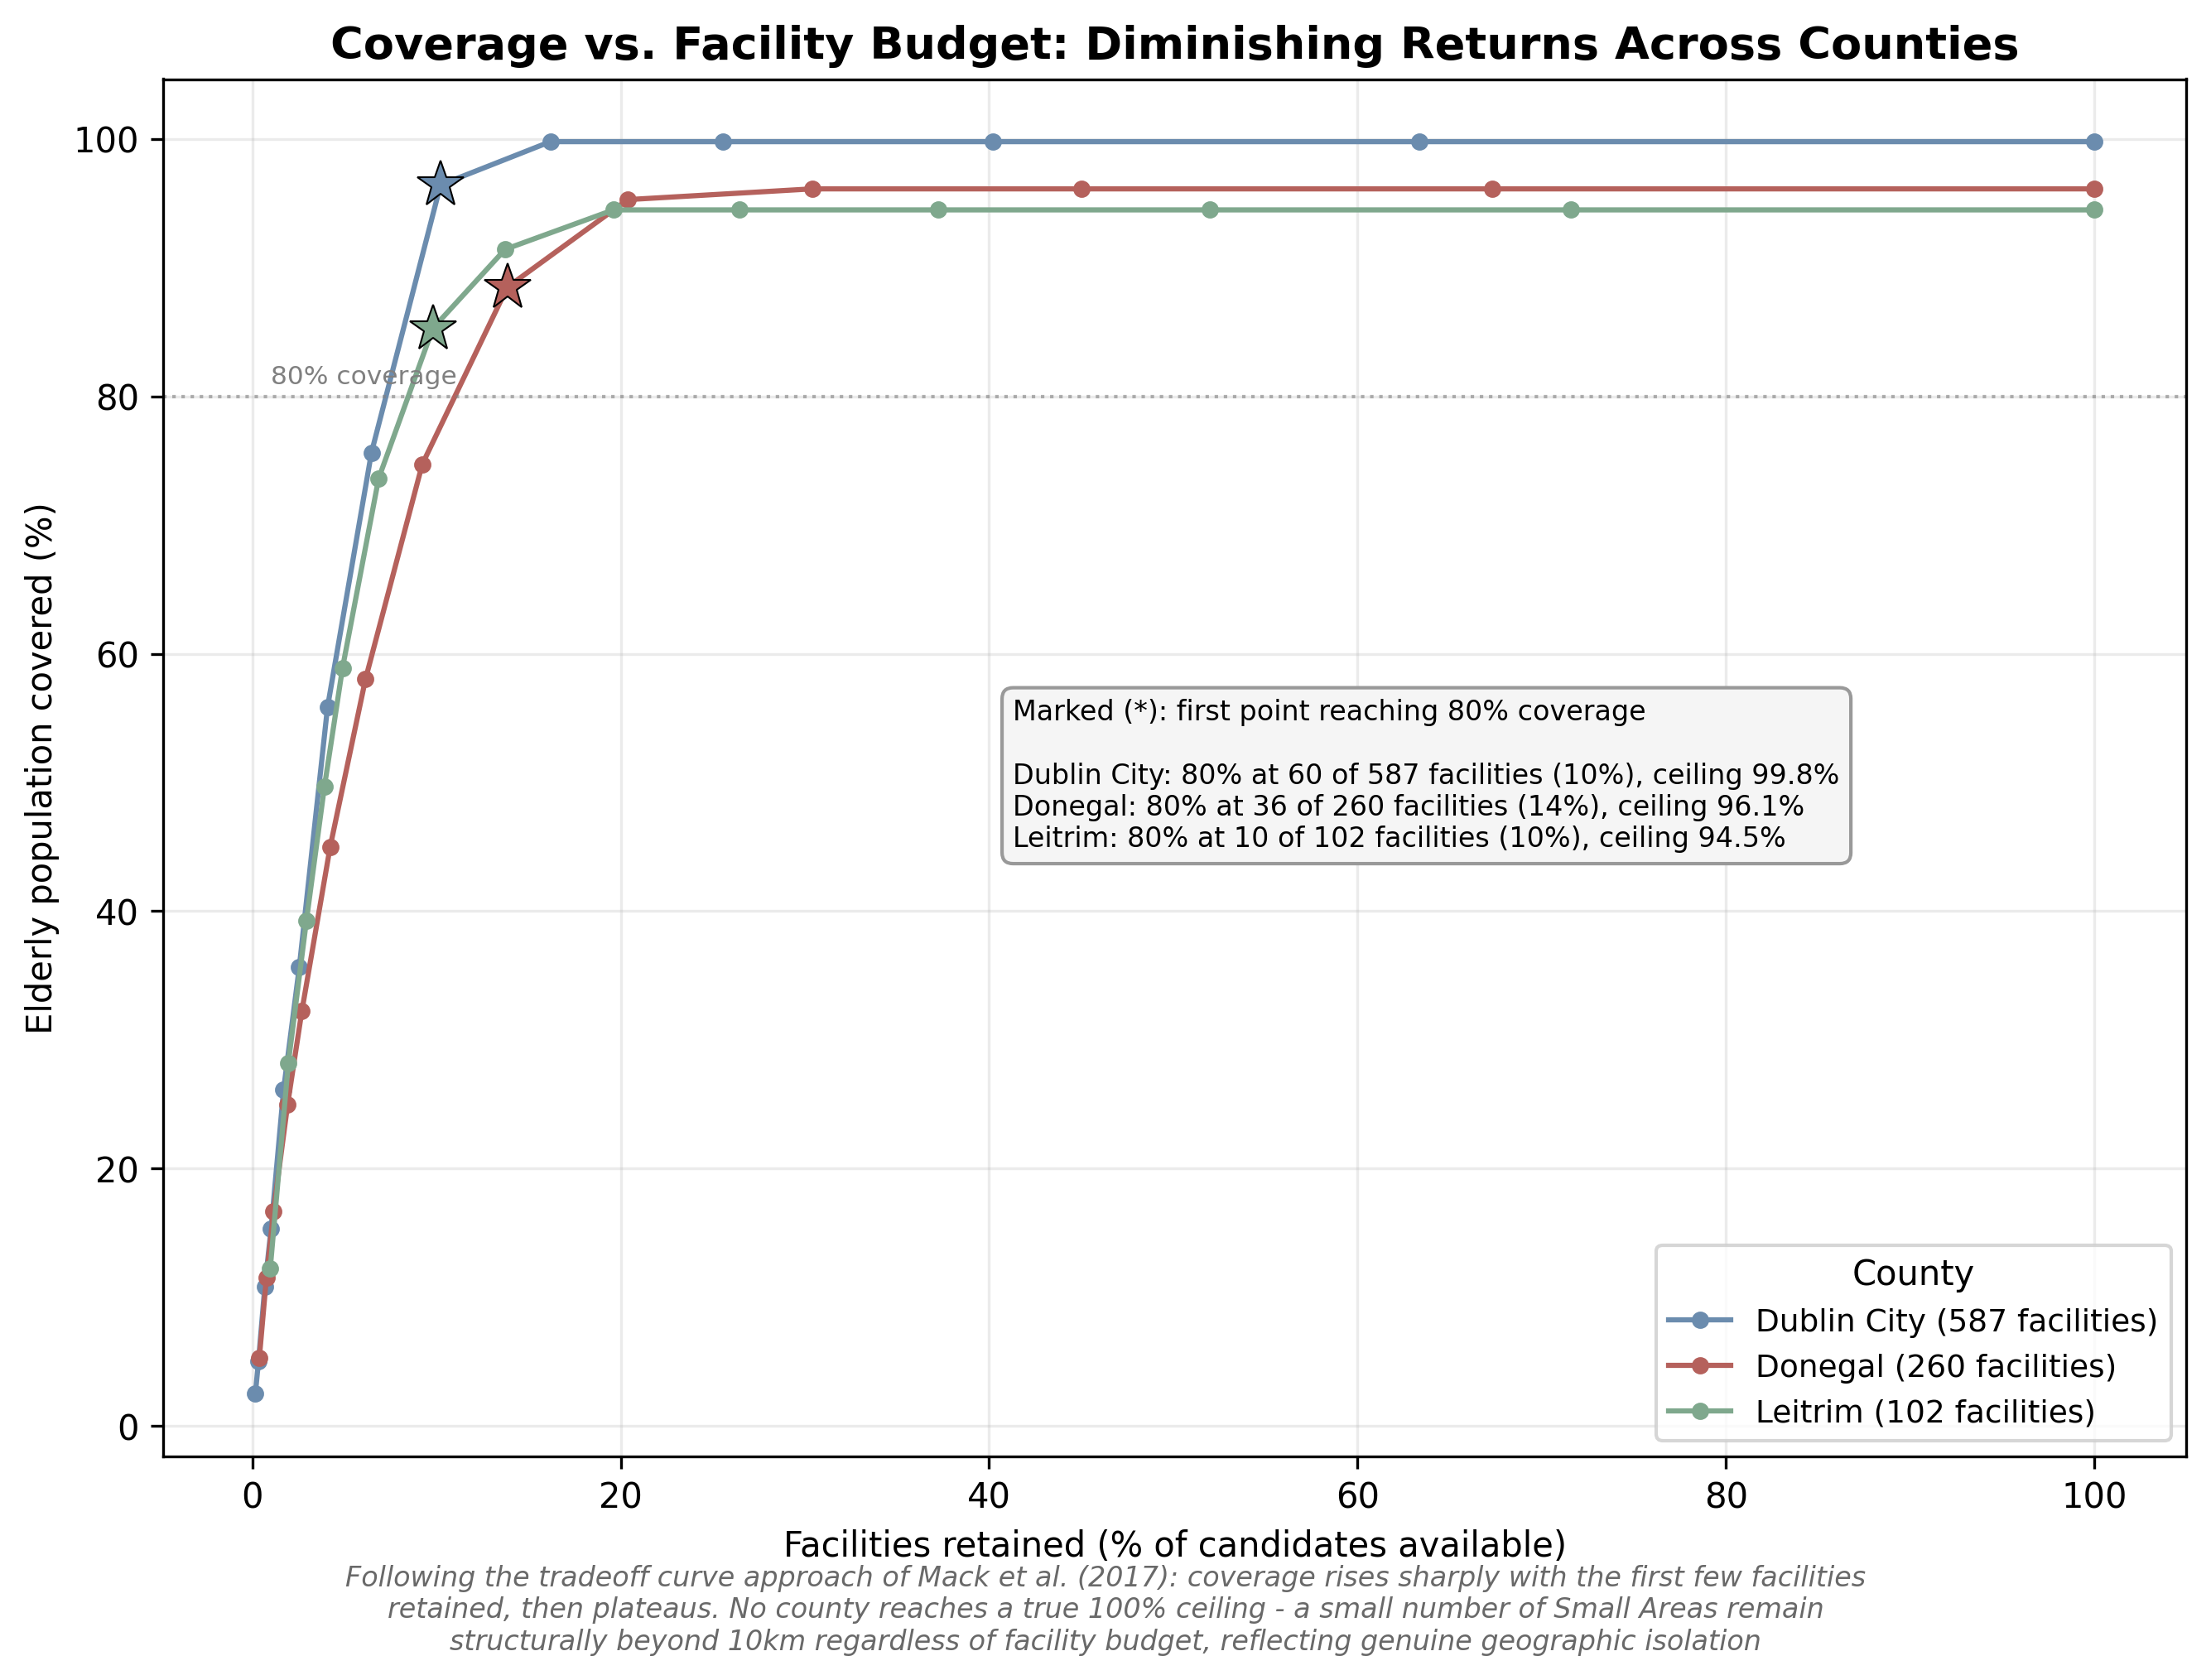 Coverage vs. Facility Budget: Diminishing Returns Across Counties
100
80
60
40
20
0
Elderly population covered (%)
80% coverage
Marked (*): first point reaching 80% coverage
Dublin City: 80% at 60 of 587 facilities (10%), ceiling 99.8%
Donegal: 80% at 36 of 260 facilities (14%), ceiling 96.1%
Leitrim: 80% at 10 of 102 facilities (10%), ceiling 94.5%
County
Dublin City (587 facilities)
Donegal (260 facilities)
Leitrim (102 facilities)
0 20 40 60 80 100
Facilities retained (% of candidates available)
Following the tradeoff curve approach of Mack et al. (2017): coverage rises sharply with the first few facilities
retained, then plateaus. No county reaches a true 100% ceiling - a small number of Small Areas remain
structurally beyond 10km regardless of facility budget, reflecting genuine geographic isolation